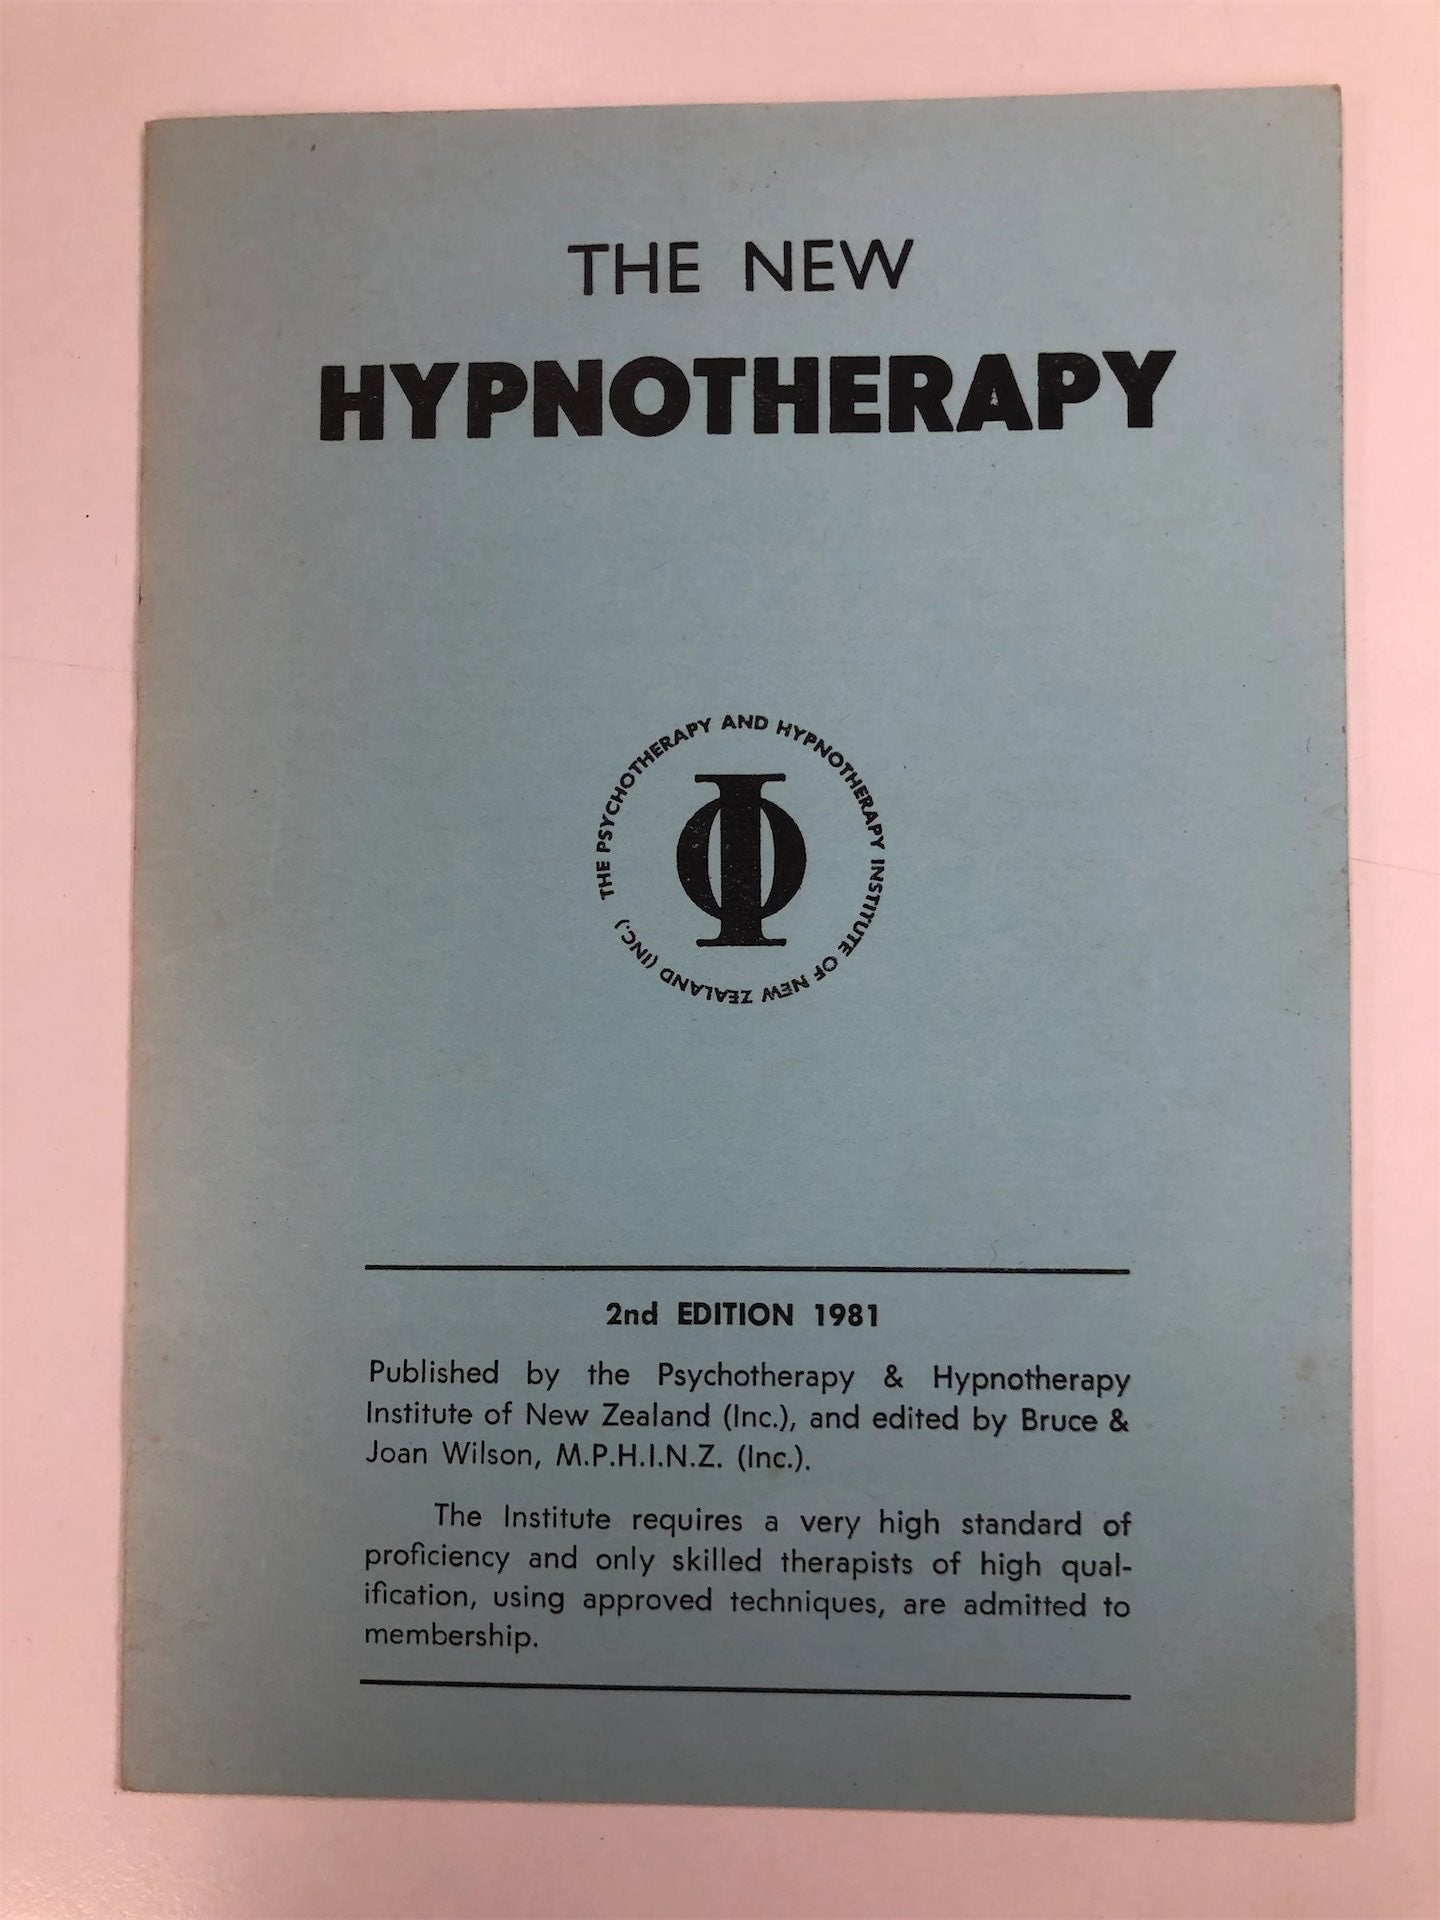 THE NEW
HYPNOTHERAPY
THE PSYCHOTHERAPY AND HYPNOTHERAPY INSTITUTE OF NEW ZEALAND (INC.)
Φ
2nd EDITION 1981
Published by the Psychotherapy & Hypnotherapy
Institute of New Zealand (Inc.), and edited by Bruce &
Joan Wilson, M.P.H.I.N.Z. (Inc.).
The Institute requires a very high standard of
proficiency and only skilled therapists of high qual-
ification, using approved techniques, are admitted to
membership.